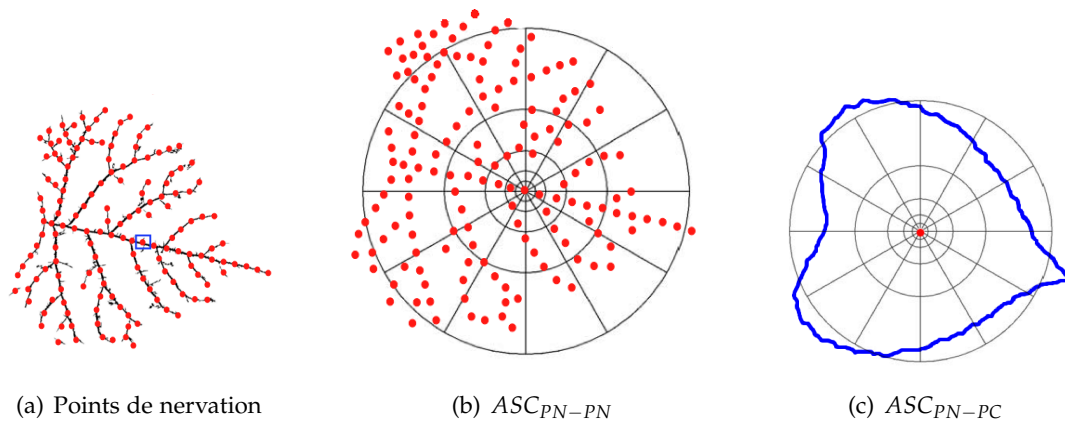 (a) Points de nervation
(b) ASC_{PN−PN}
(c) ASC_{PN−PC}